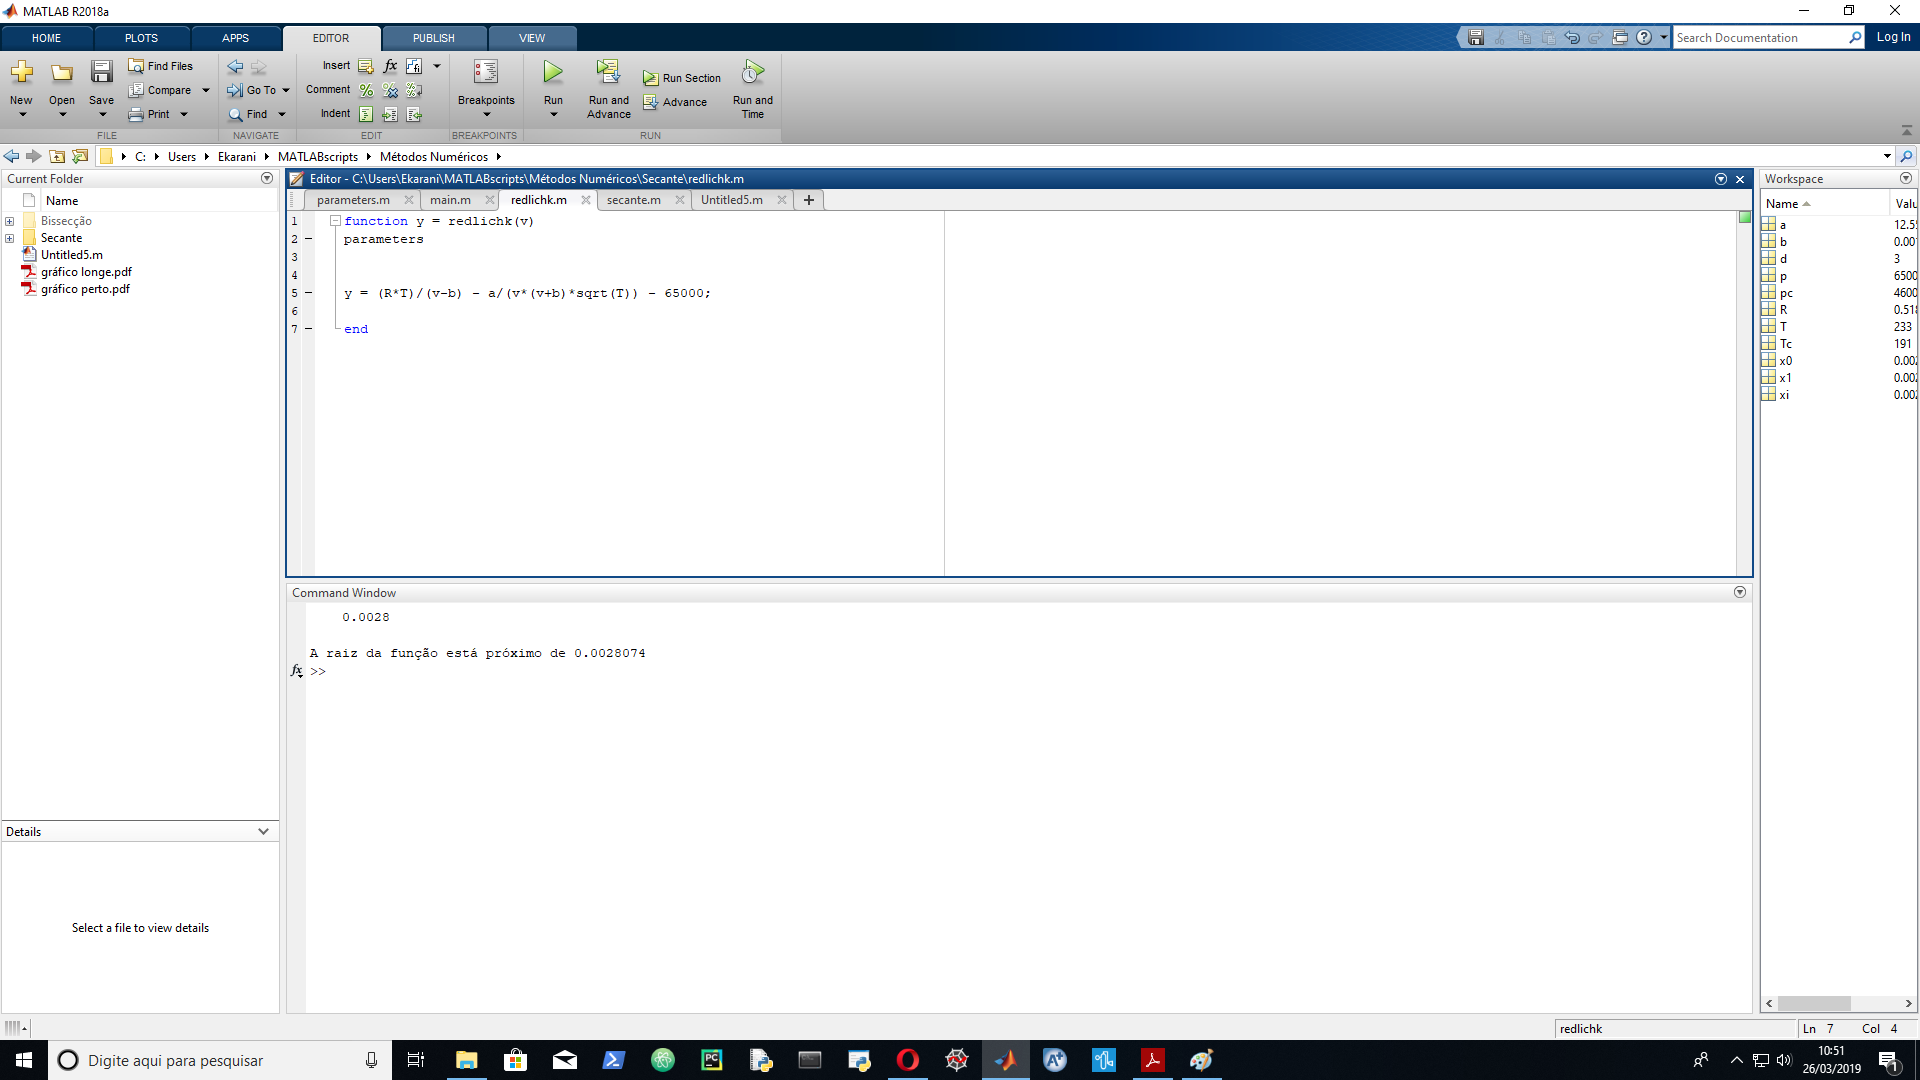 MATLAB R2018a
HOME PLOTS APPS EDITOR PUBLISH VIEW
Search Documentation
Log In
New
Open
Save
Find Files
Compare
Print
FILE
Go To
Find
NAVIGATE
Insert
Comment
Indent
EDIT
Breakpoints
BREAKPOINTS
Run
Run and Advance
Run Section
Advance
Run and Time
RUN
C: Users Ekarani MATLABscripts Métodos Numéricos
Current Folder
Name
Bissecção
Secante
Untitled5.m
gráfico longe.pdf
gráfico perto.pdf
Details
Select a file to view details
Editor - C:\Users\Ekarani\MATLABscripts\Métodos Numéricos\Secante\redlichk.m
parameters.m main.m redlichk.m secante.m Untitled5.m
1 function y = redlichk(v)
2 parameters
3
4
5 y = (R*T)/(v-b) - a/(v*(v+b)*sqrt(T)) - 65000;
6
7 end
Command Window
0.0028
A raiz da função está próximo de 0.0028074
fx >>
Workspace
Name Valu
a 12.5
b 0.00
d 3
p 6500
pc 4600
R 0.51
T 233
Tc 191
x0 0.00
x1 0.00
xi 0.00
redlichk
Ln 7 Col 4
Digite aqui para pesquisar
10:51
26/03/2019
1